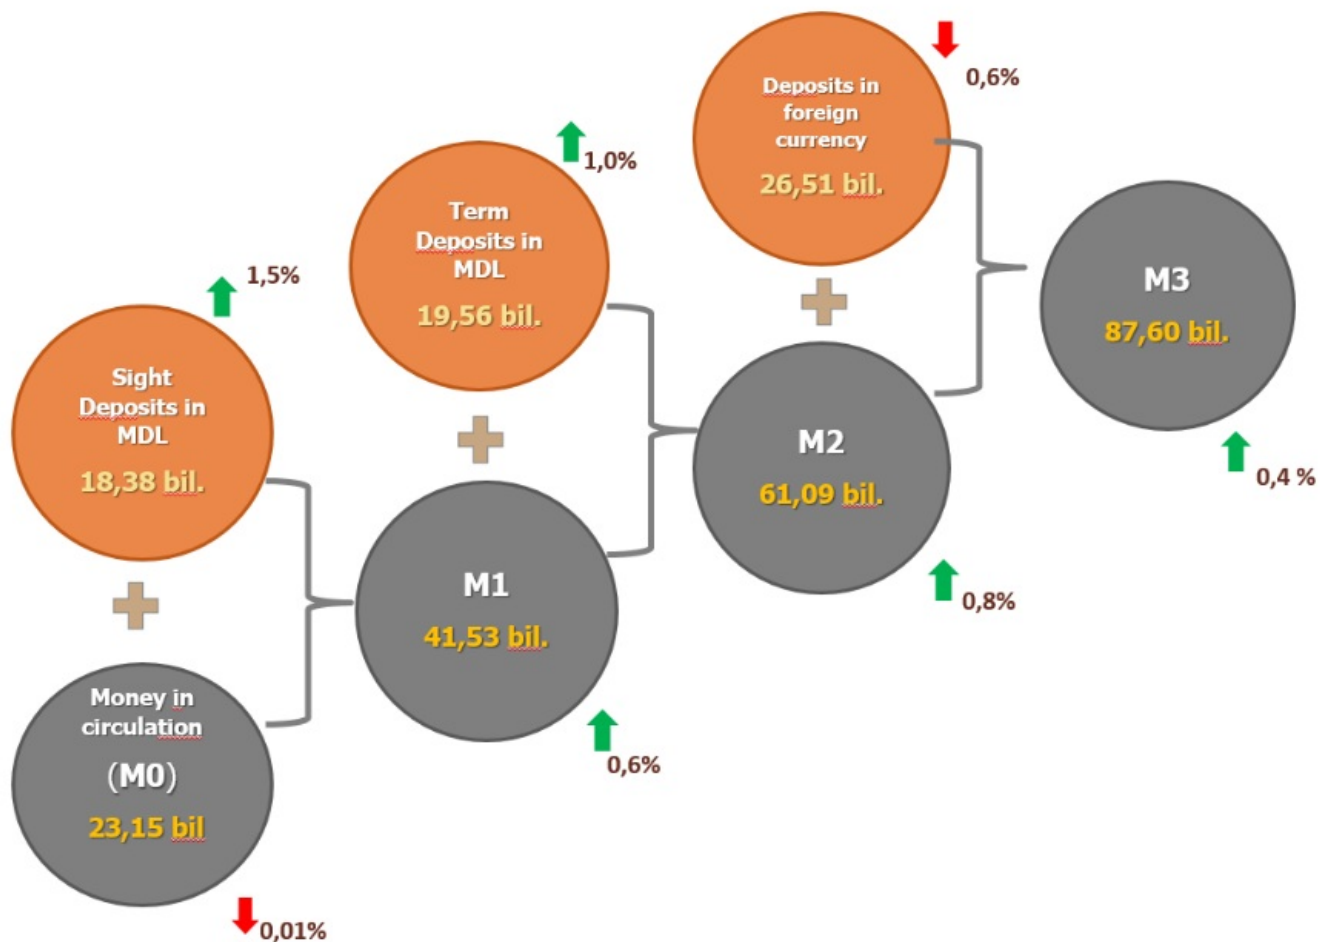 Sight
Deposits in
MDL
18,38 bil.
1,5%
Money in
circulation
(M0)
23,15 bil
0,01%
Term
Deposits in
MDL
19,56 bil.
1,0%
M1
41,53 bil.
0,6%
Deposits in
foreign
currency
26,51 bil.
0,6%
M2
61,09 bil.
0,8%
M3
87,60 bil.
0,4 %